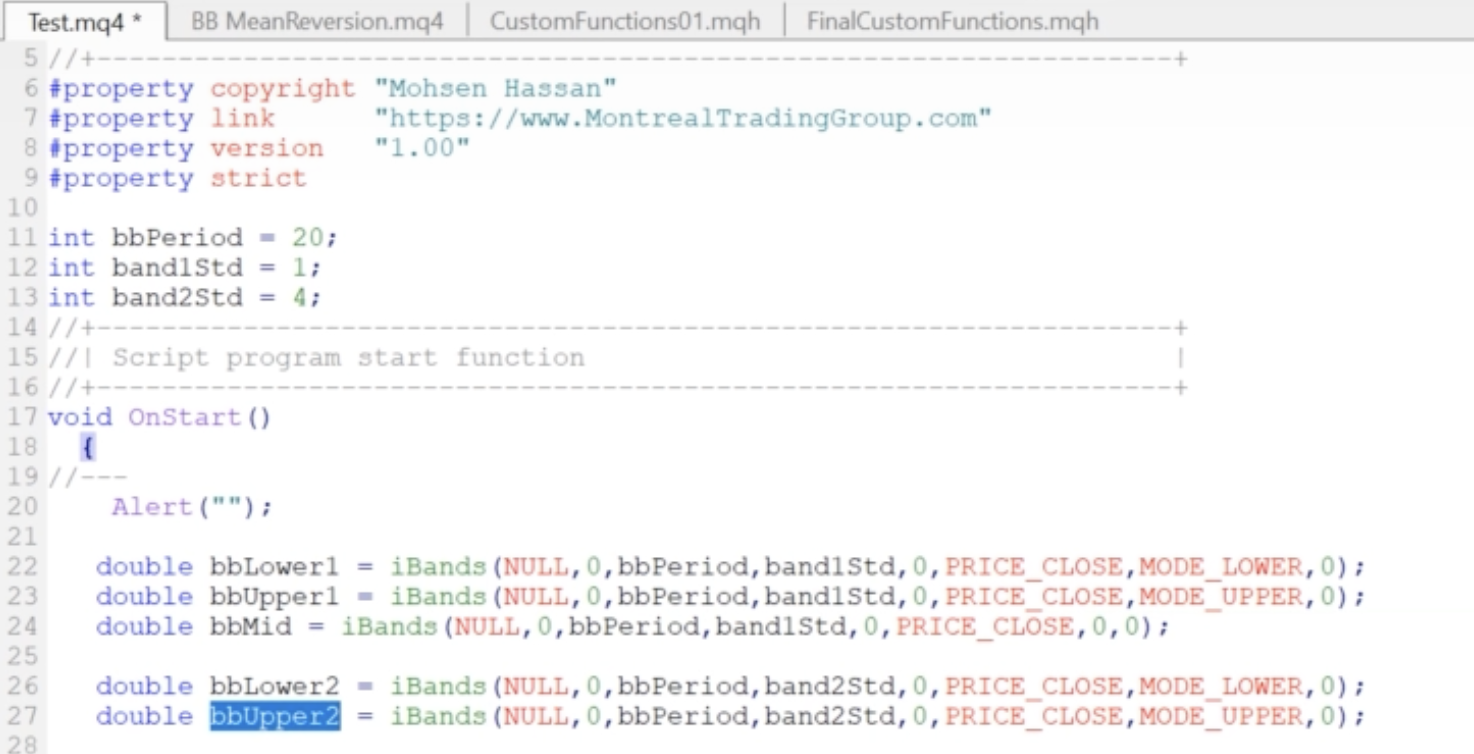 Test.mq4 * BB MeanReversion.mq4 CustomFunctions01.mqh FinalCustomFunctions.mqh
5 //+------------------------------------------------------------------+
6 #property copyright "Mohsen Hassan"
7 #property link      "https://www.MontrealTradingGroup.com"
8 #property version   "1.00"
9 #property strict
10
11 int bbPeriod = 20;
12 int band1Std = 1;
13 int band2Std = 4;
14 //+------------------------------------------------------------------+
15 //| Script program start function                                    |
16 //+------------------------------------------------------------------+
17 void OnStart()
18   {
19 //---
20     Alert("");
21
22    double bbLower1 = iBands(NULL,0,bbPeriod,band1Std,0,PRICE_CLOSE,MODE_LOWER,0);
23    double bbUpper1 = iBands(NULL,0,bbPeriod,band1Std,0,PRICE_CLOSE,MODE_UPPER,0);
24    double bbMid = iBands(NULL,0,bbPeriod,band1Std,0,PRICE_CLOSE,0,0);
25
26    double bbLower2 = iBands(NULL,0,bbPeriod,band2Std,0,PRICE_CLOSE,MODE_LOWER,0);
27    double bbUpper2 = iBands(NULL,0,bbPeriod,band2Std,0,PRICE_CLOSE,MODE_UPPER,0);
28